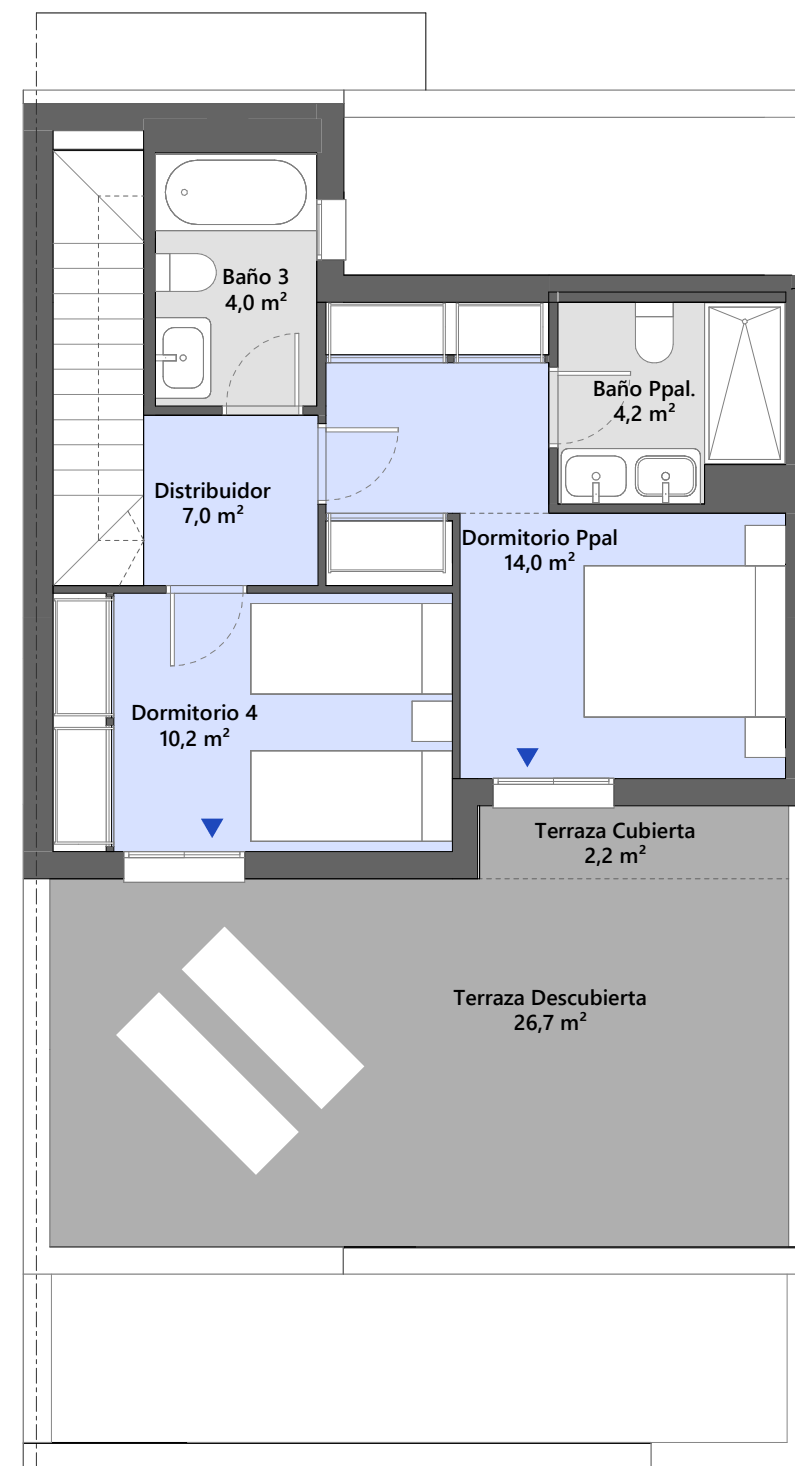 Baño 3
4,0 m²
Baño Ppal.
4,2 m²
Distribuidor
7,0 m²
Dormitorio Ppal
14,0 m²
Dormitorio 4
10,2 m²
Terraza Cubierta
2,2 m²
Terraza Descubierta
26,7 m²